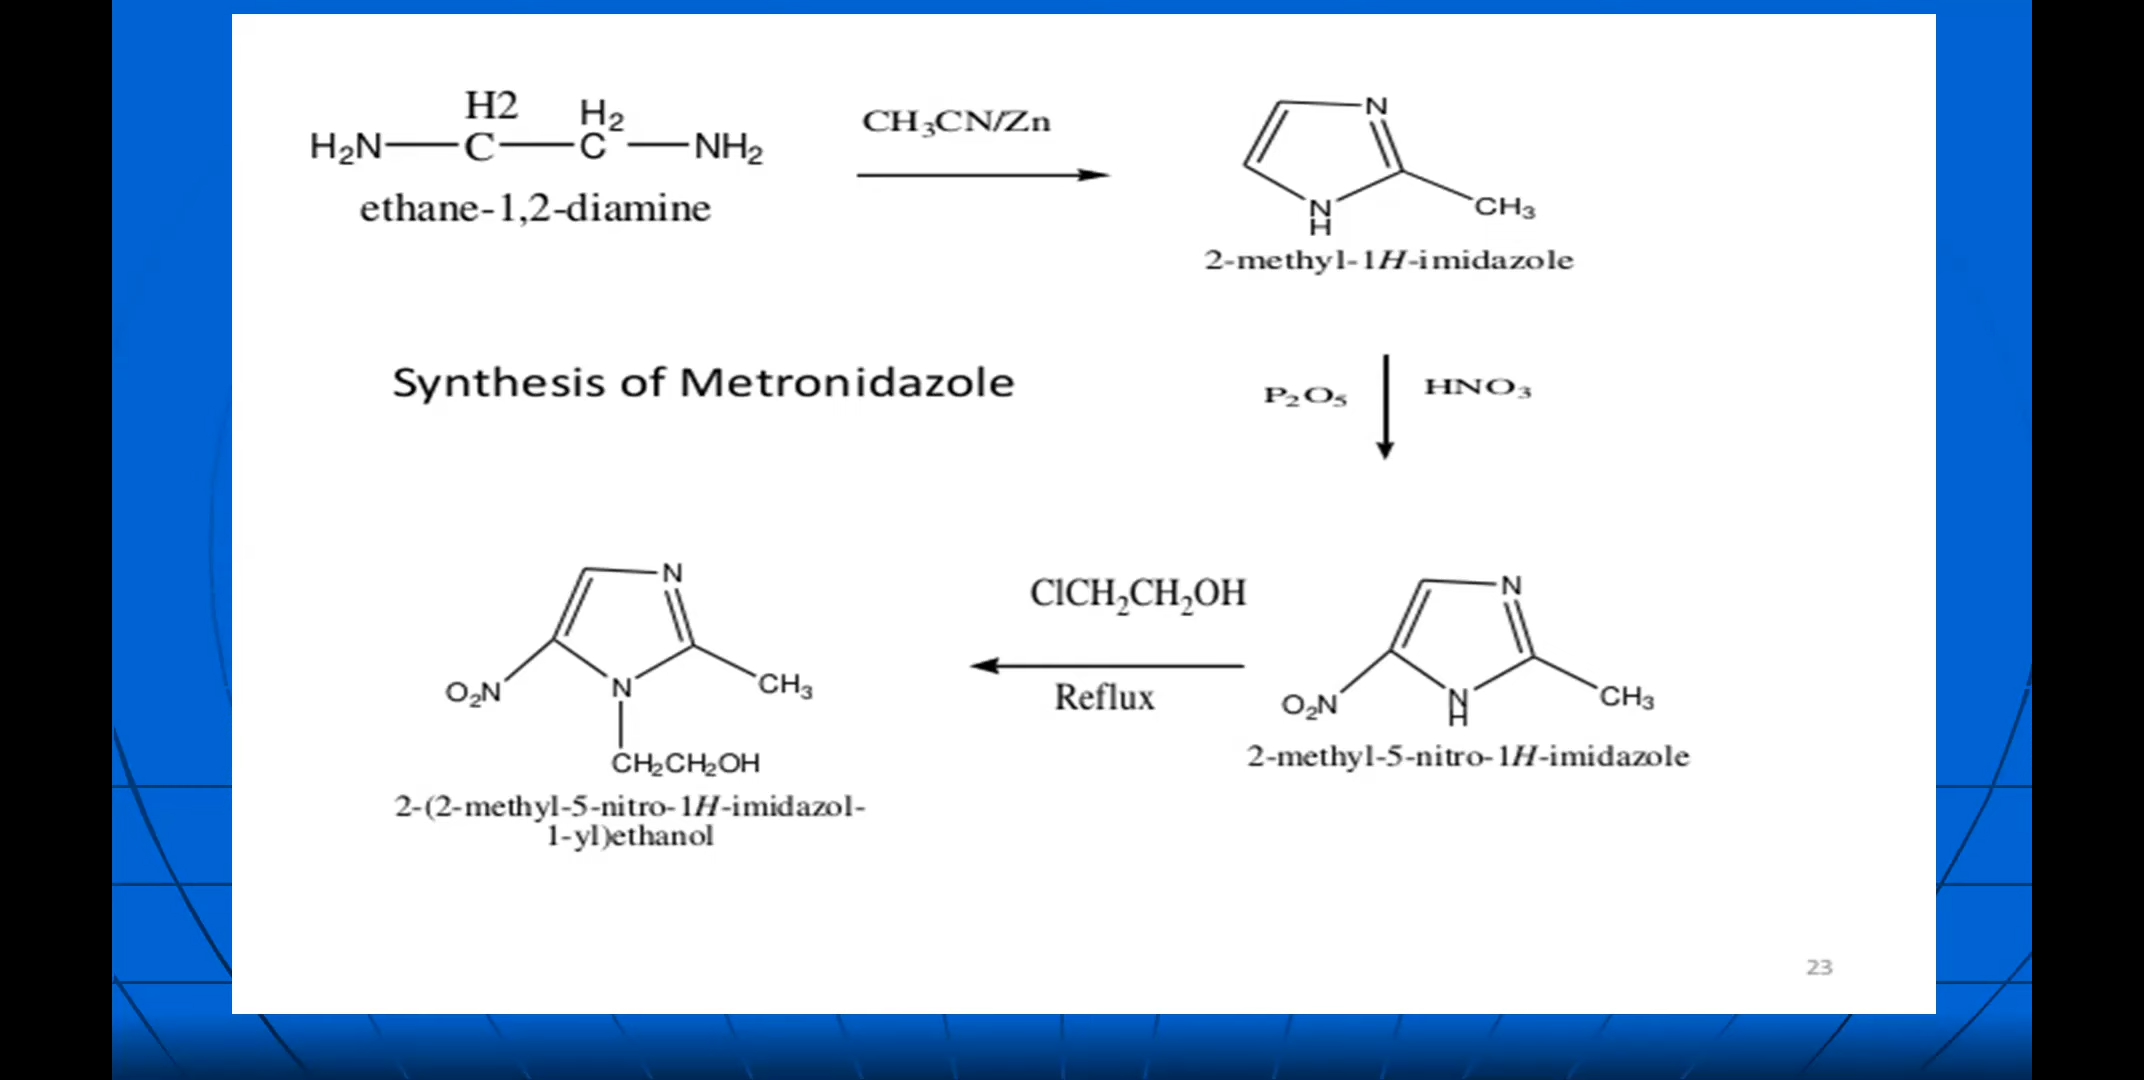 H2 H₂
H₂N C C NH₂
ethane-1,2-diamine
CH₃CN/Zn
N
N
H
CH₃
2-methyl-1H-imidazole
Synthesis of Metronidazole
P₂O₅ HNO₃
N
O₂N
N
CH₃
CH₂CH₂OH
2-(2-methyl-5-nitro-1H-imidazol-
1-yl)ethanol
ClCH₂CH₂OH
Reflux
N
O₂N
N
H
CH₃
2-methyl-5-nitro-1H-imidazole
23